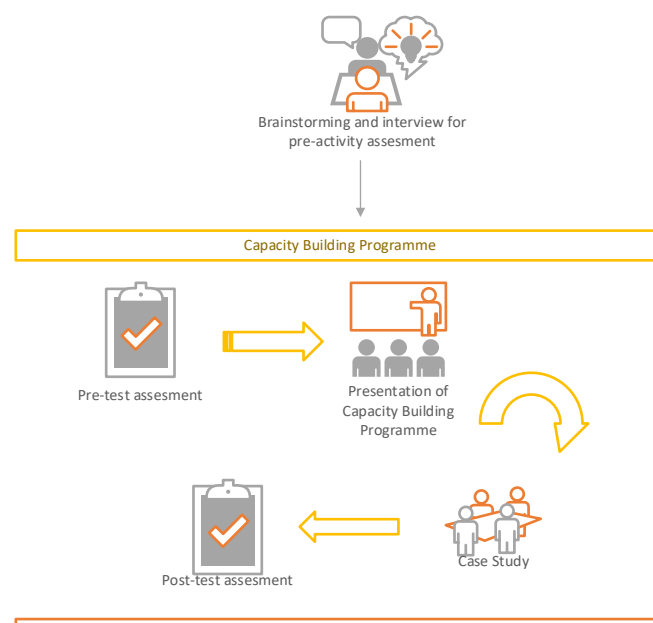 Brainstorming and interview for
pre-activity assesment
Capacity Building Programme
Pre-test assesment
Presentation of
Capacity Building
Programme
Case Study
Post-test assesment